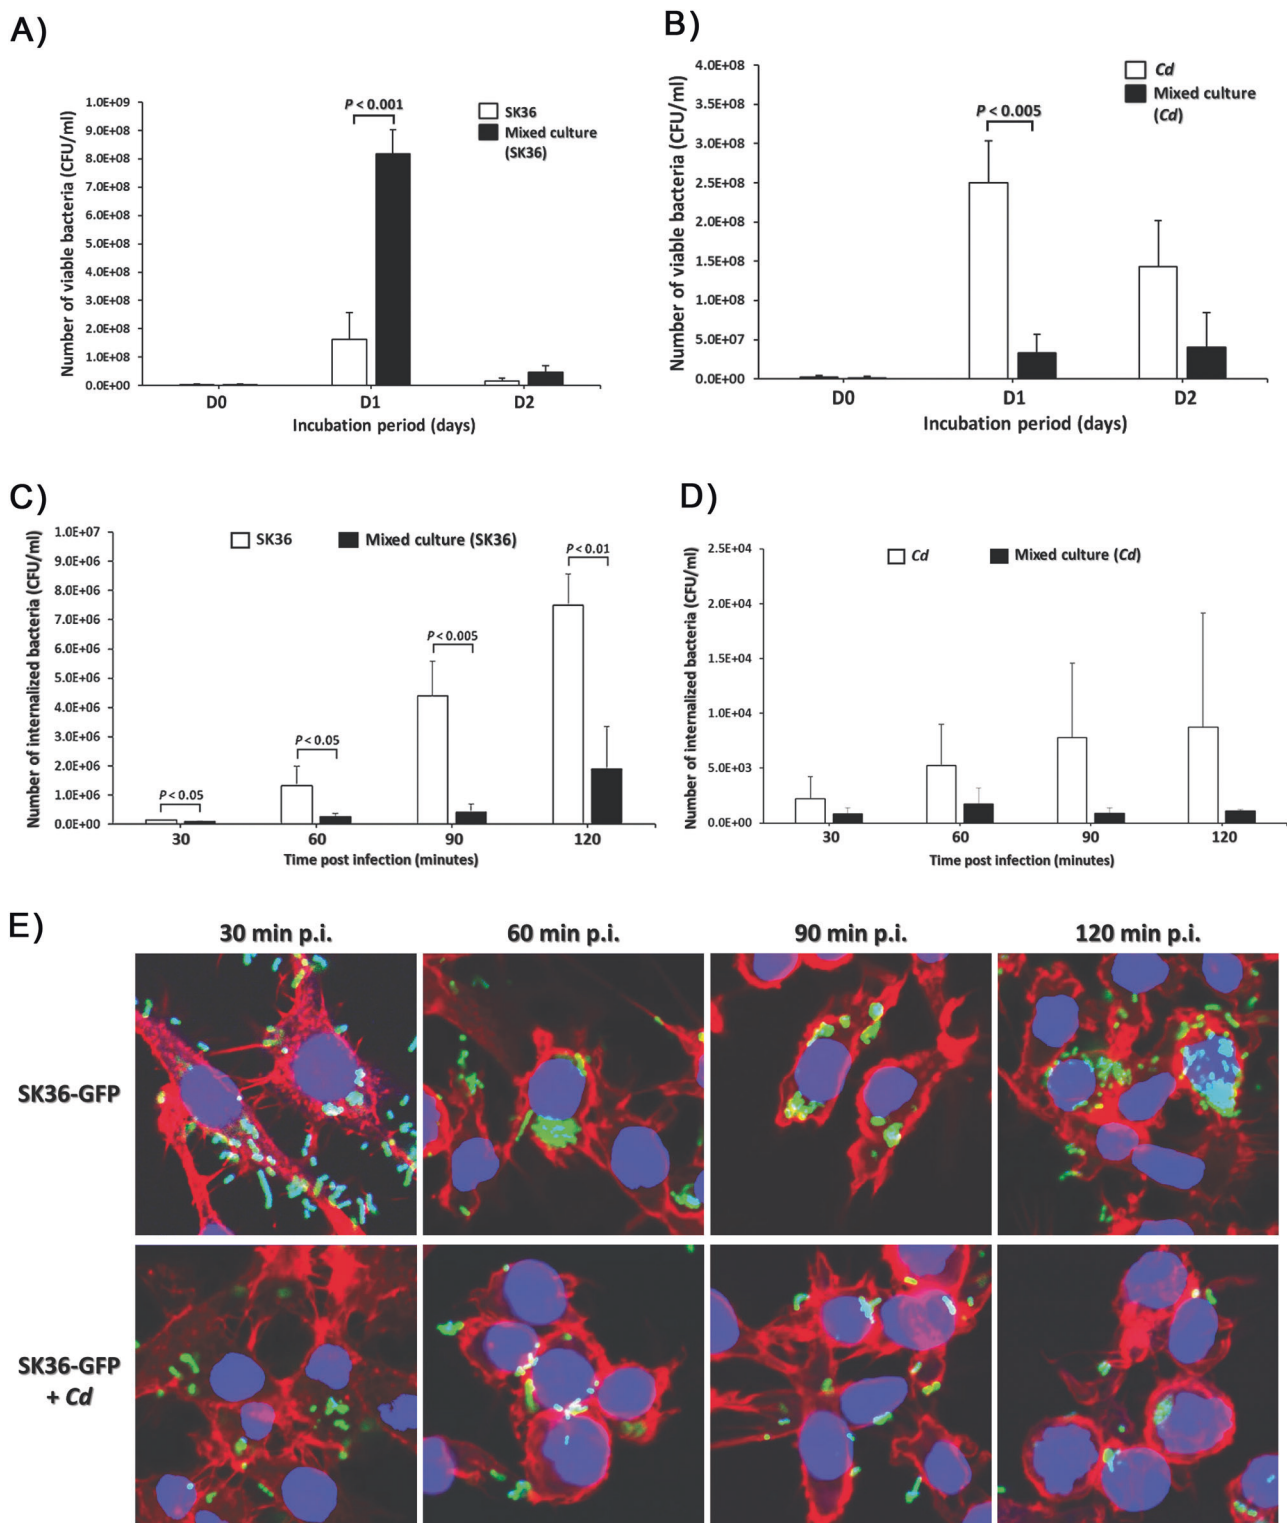 A)
Number of viable bacteria (CFU/ml)
1.0E+09
9.0E+08
8.0E+08
7.0E+08
6.0E+08
5.0E+08
4.0E+08
3.0E+08
2.0E+08
1.0E+08
0.0E+00
P < 0.001
SK36
Mixed culture
(SK36)
D0 D1 D2
Incubation period (days)
B)
Number of viable bacteria (CFU/ml)
4.0E+08
3.5E+08
3.0E+08
2.5E+08
2.0E+08
1.5E+08
1.0E+08
5.0E+07
0.0E+00
P < 0.005
Cd
Mixed culture
(Cd)
D0 D1 D2
Incubation period (days)
C)
Number of internalized bacteria (CFU/ml)
1.0E+07
9.0E+06
8.0E+06
7.0E+06
6.0E+06
5.0E+06
4.0E+06
3.0E+06
2.0E+06
1.0E+06
0.0E+00
SK36 Mixed culture (SK36)
P < 0.05
P < 0.05
P < 0.005
P < 0.01
30 60 90 120
Time post infection (minutes)
D)
Number of internalized bacteria (CFU/ml)
2.5E+04
2.0E+04
1.5E+04
1.0E+04
5.0E+03
0.0E+00
Cd Mixed culture (Cd)
30 60 90 120
Time post infection (minutes)
E)
30 min p.i. 60 min p.i. 90 min p.i. 120 min p.i.
SK36-GFP
SK36-GFP
+ Cd